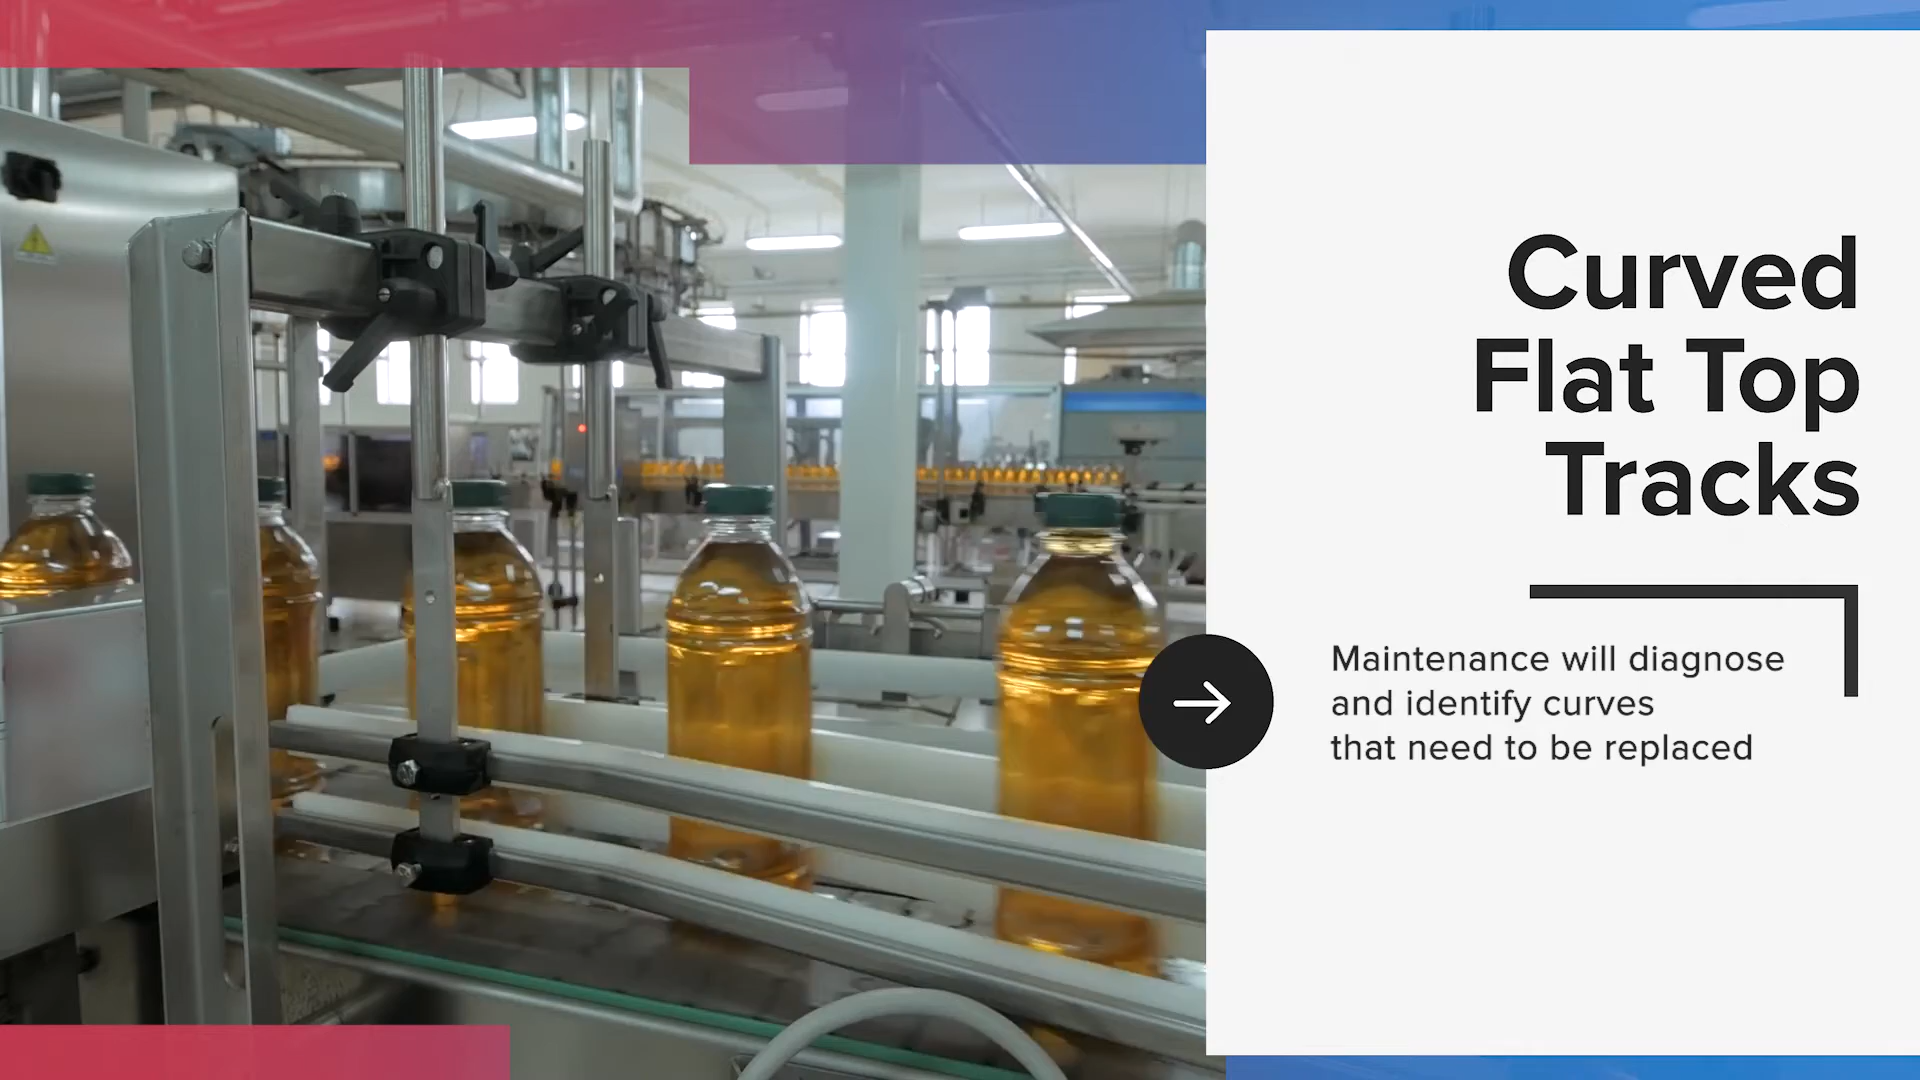 Curved
Flat Top
Tracks
Maintenance will diagnose
and identify curves
that need to be replaced